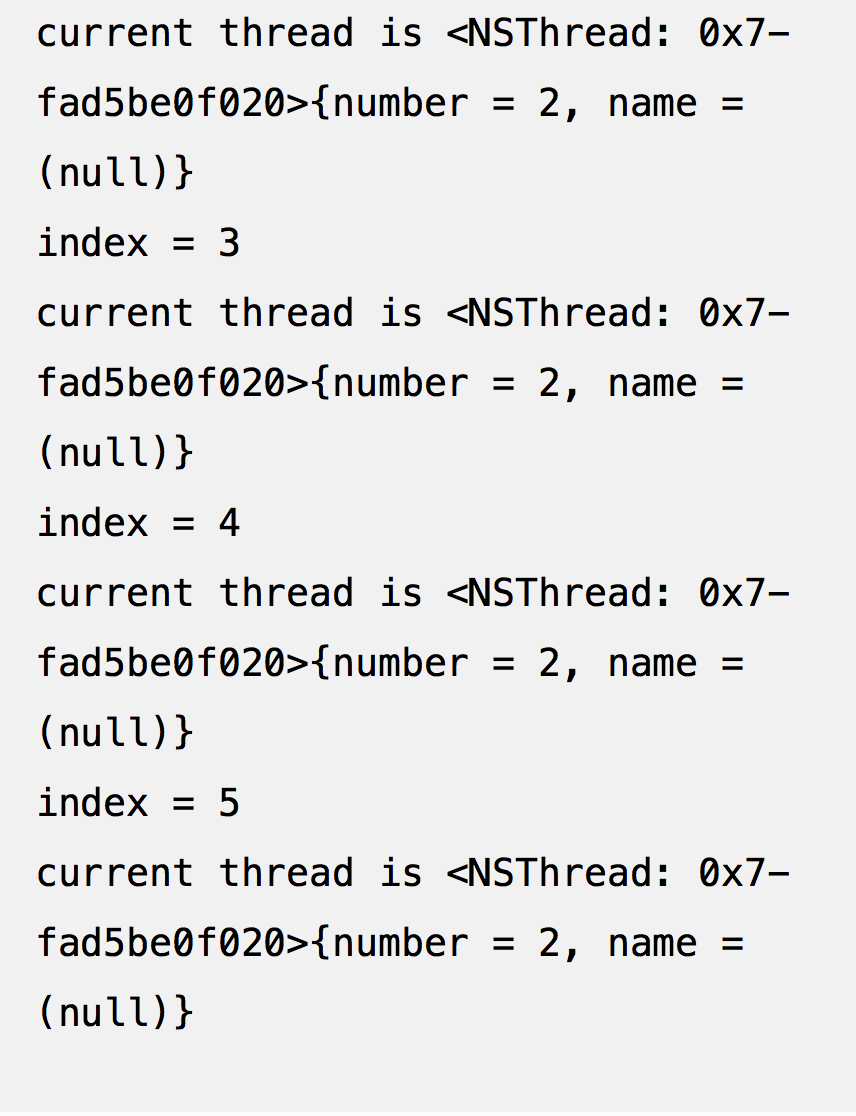 current thread is <NSThread: 0x7-
fad5be0f020>{number = 2, name =
(null)}
index = 3
current thread is <NSThread: 0x7-
fad5be0f020>{number = 2, name =
(null)}
index = 4
current thread is <NSThread: 0x7-
fad5be0f020>{number = 2, name =
(null)}
index = 5
current thread is <NSThread: 0x7-
fad5be0f020>{number = 2, name =
(null)}